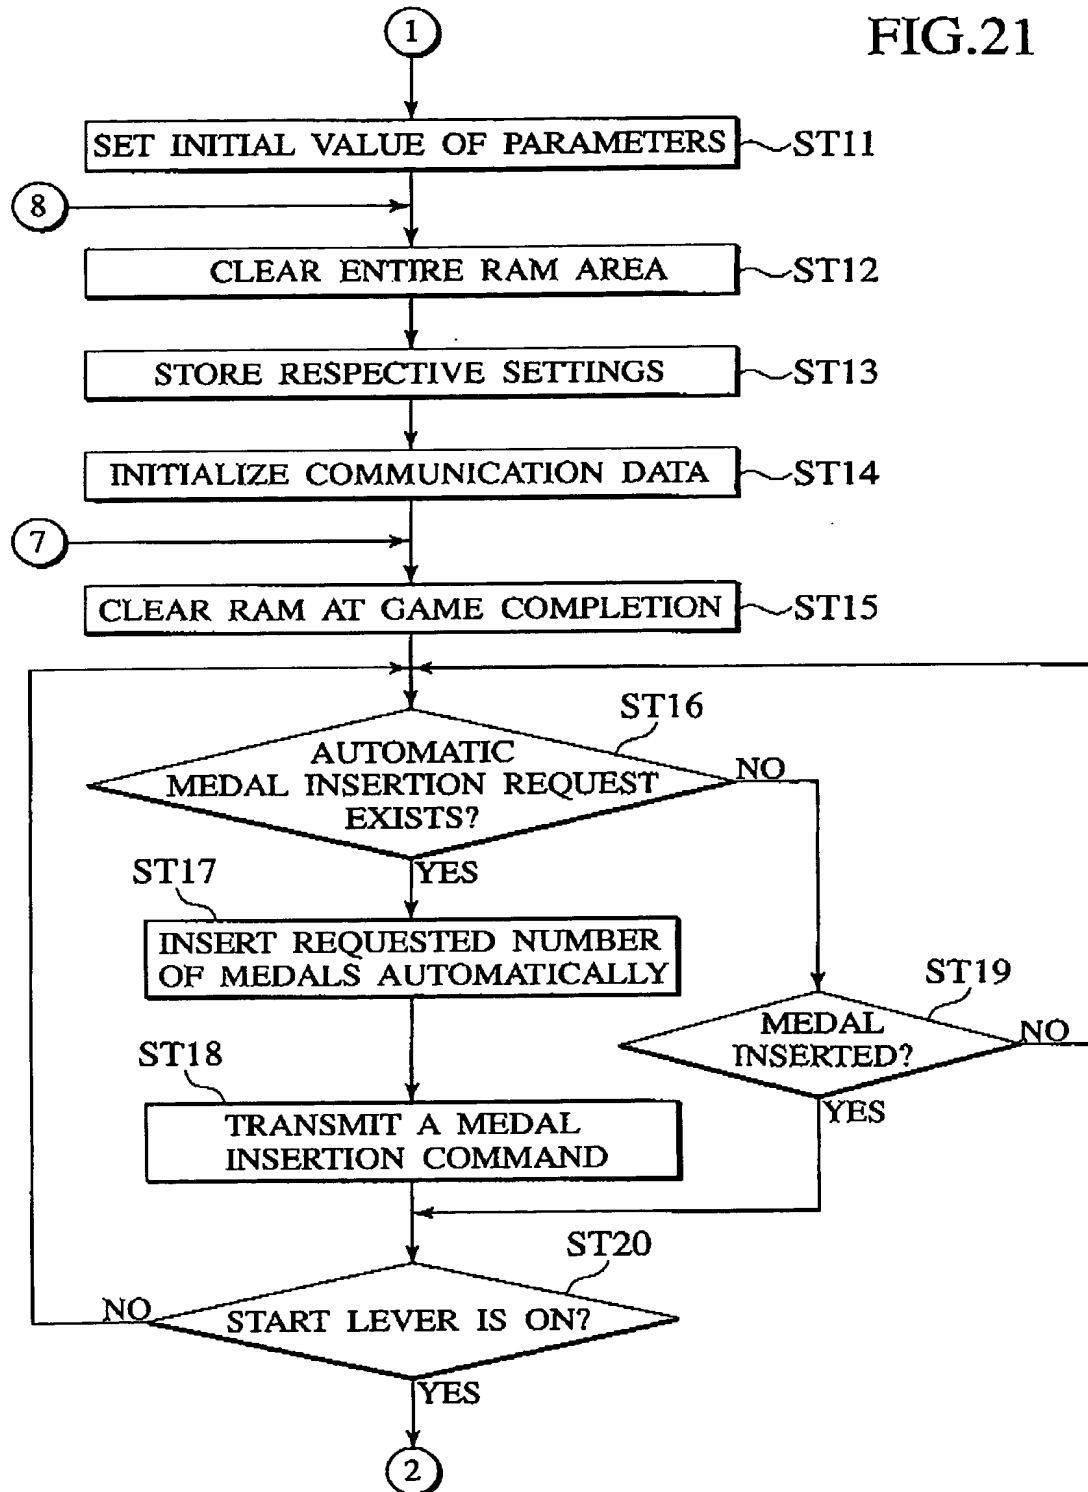 FIG.21
1
SET INITIAL VALUE OF PARAMETERS
ST11
8
CLEAR ENTIRE RAM AREA
ST12
STORE RESPECTIVE SETTINGS
ST13
INITIALIZE COMMUNICATION DATA
ST14
7
CLEAR RAM AT GAME COMPLETION
ST15
ST16
AUTOMATIC
MEDAL INSERTION REQUEST
EXISTS?
NO
YES
ST17
INSERT REQUESTED NUMBER
OF MEDALS AUTOMATICALLY
ST19
MEDAL
INSERTED?
NO
YES
ST18
TRANSMIT A MEDAL
INSERTION COMMAND
ST20
START LEVER IS ON?
NO
YES
2